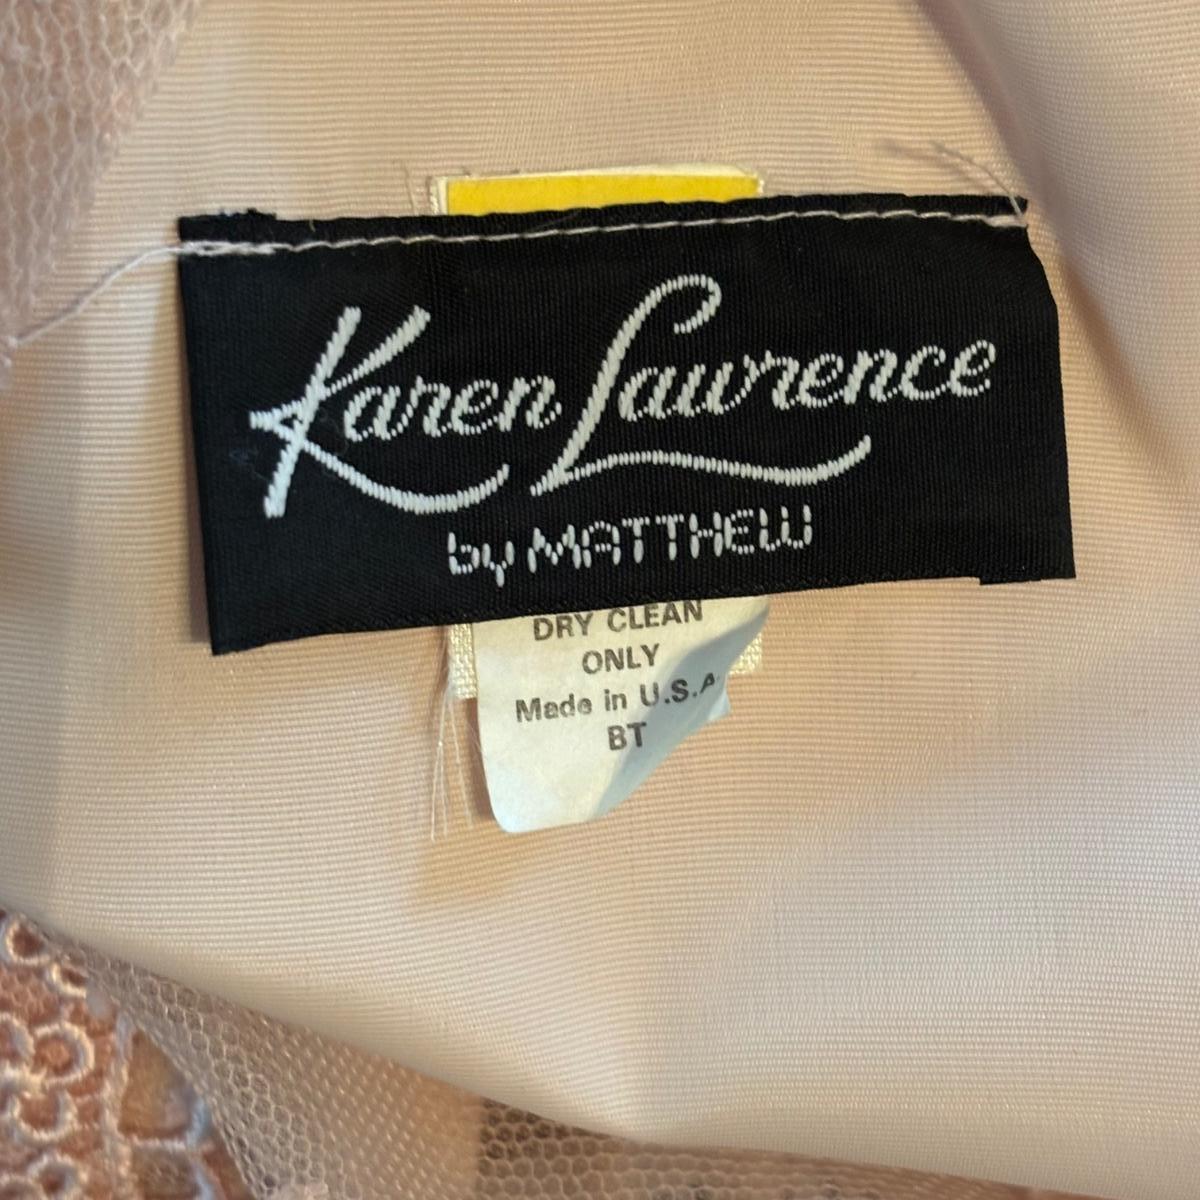 Karen Lawrence
by MATTHEW
DRY CLEAN
ONLY
Made in U.S.A.
BT